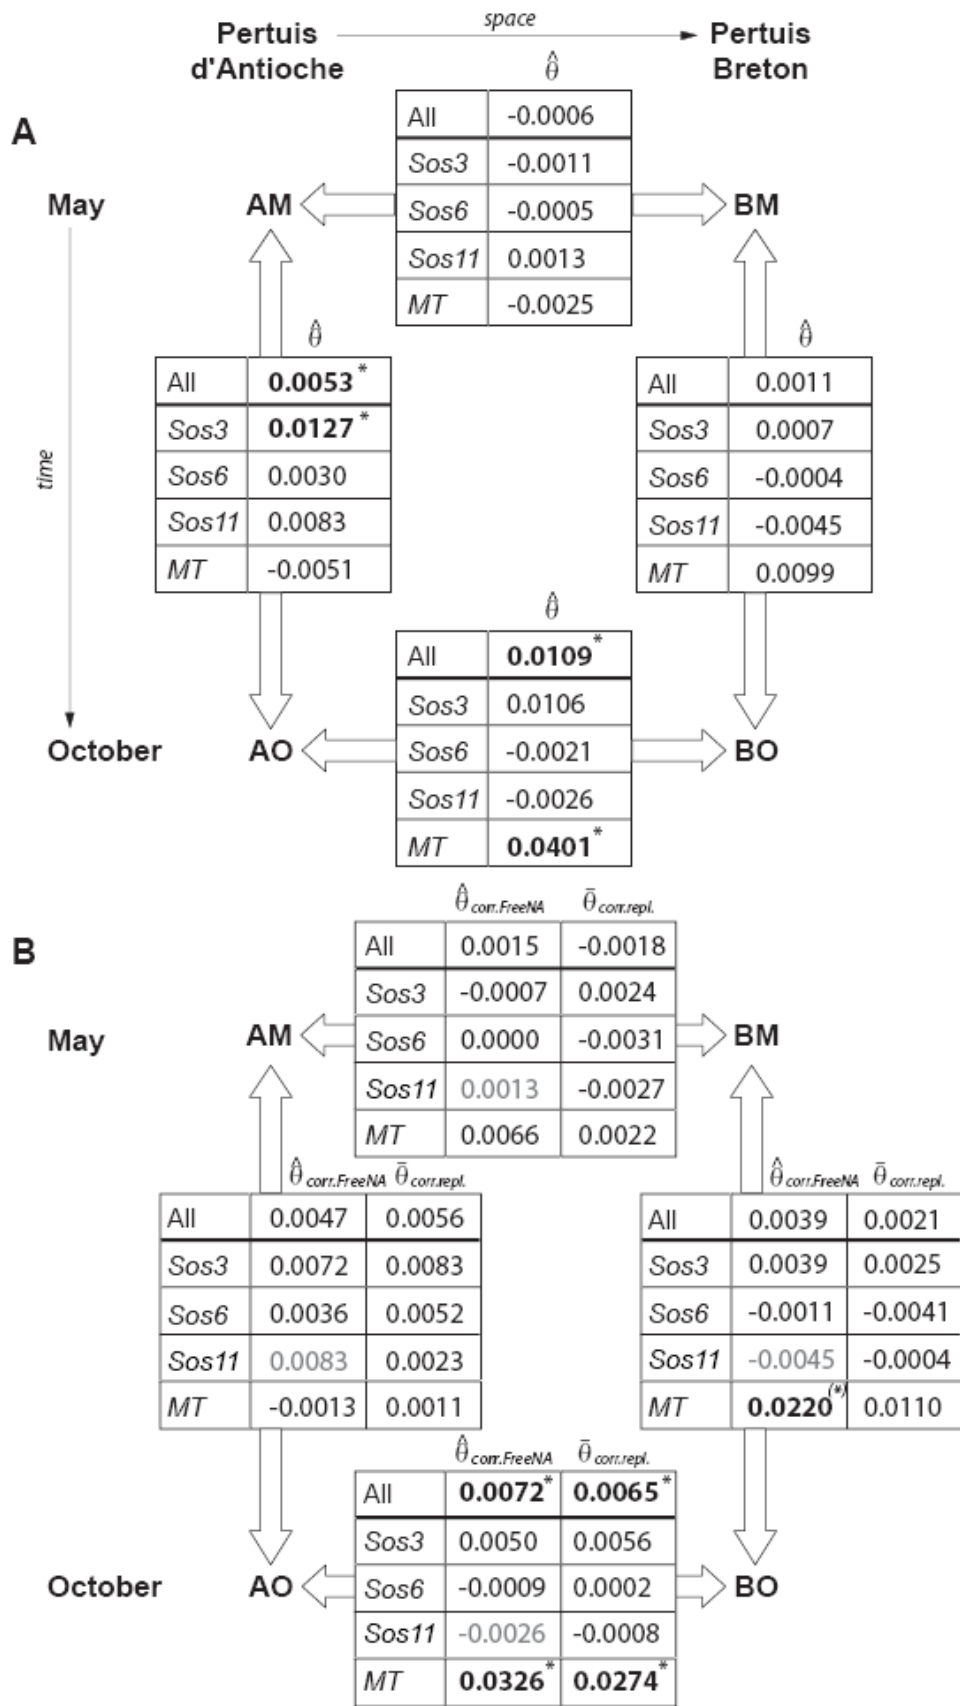 space
Pertuis d'Antioche
Pertuis Breton
A
θ̂
All -0.0006
Sos3 -0.0011
Sos6 -0.0005
Sos11 0.0013
MT -0.0025
May
AM
BM
time
θ̂
All 0.0053*
Sos3 0.0127*
Sos6 0.0030
Sos11 0.0083
MT -0.0051
θ̂
All 0.0011
Sos3 0.0007
Sos6 -0.0004
Sos11 -0.0045
MT 0.0099
θ̂
All 0.0109*
Sos3 0.0106
Sos6 -0.0021
Sos11 -0.0026
MT 0.0401*
October
AO
BO
B
θ̂ corr.FreeNA θ̄ corr.repl.
All 0.0015 -0.0018
Sos3 -0.0007 0.0024
Sos6 0.0000 -0.0031
Sos11 0.0013 -0.0027
MT 0.0066 0.0022
May
AM
BM
θ̂ corr.FreeNA θ̄ corr.repl.
All 0.0047 0.0056
Sos3 0.0072 0.0083
Sos6 0.0036 0.0052
Sos11 0.0083 0.0023
MT -0.0013 0.0011
θ̂ corr.FreeNA θ̄ corr.repl.
All 0.0039 0.0021
Sos3 0.0039 0.0025
Sos6 -0.0011 -0.0041
Sos11 -0.0045 -0.0004
MT 0.0220(*) 0.0110
θ̂ corr.FreeNA θ̄ corr.repl.
All 0.0072* 0.0065*
Sos3 0.0050 0.0056
Sos6 -0.0009 0.0002
Sos11 -0.0026 -0.0008
MT 0.0326* 0.0274*
October
AO
BO